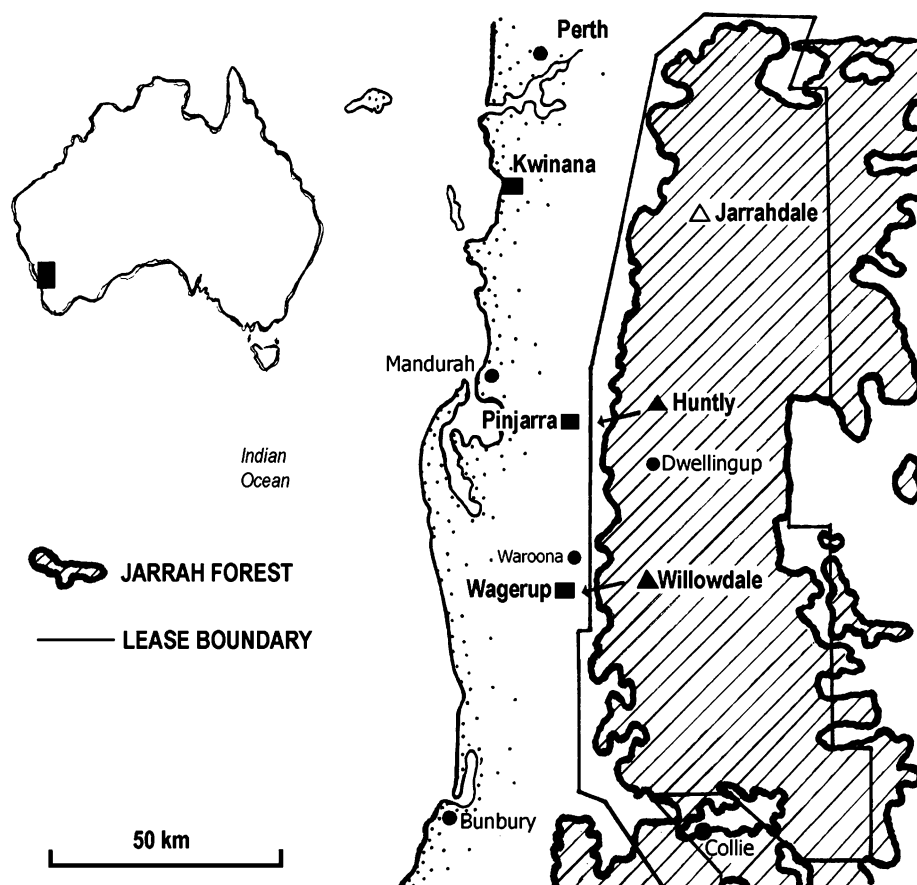 Perth
Kwinana
Jarrahdale
Mandurah
Huntly
Pinjarra
Dwellingup
Indian
Ocean
Waroona
JARRAH FOREST
Willowdale
Wagerup
LEASE BOUNDARY
Bunbury
50 km
Collie